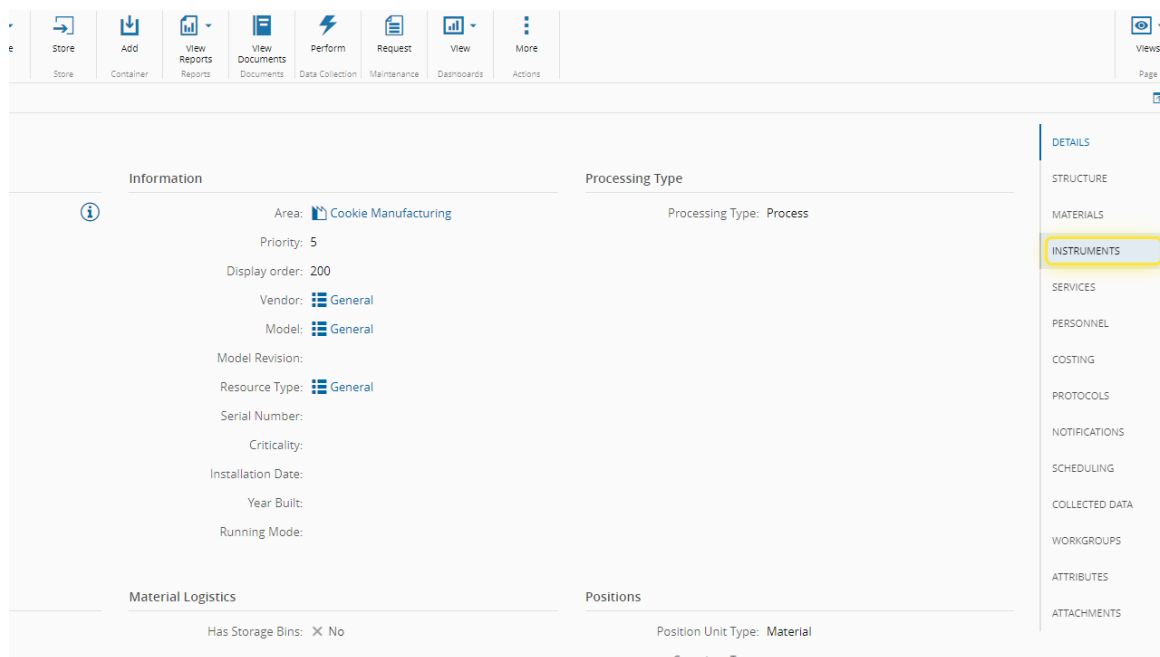 Store
Add
View Reports
View Documents
Perform
Request
View
More
Views
Store
Container
Reports
Documents
Data Collection
Maintenance
Dashboards
Actions
Page
Information
Area: Cookie Manufacturing
Priority: 5
Display order: 200
Vendor: General
Model: General
Model Revision:
Resource Type: General
Serial Number:
Criticality:
Installation Date:
Year Built:
Running Mode:
Processing Type
Processing Type: Process
Material Logistics
Has Storage Bins: No
Positions
Position Unit Type: Material
DETAILS
STRUCTURE
MATERIALS
INSTRUMENTS
SERVICES
PERSONNEL
COSTING
PROTOCOLS
NOTIFICATIONS
SCHEDULING
COLLECTED DATA
WORKGROUPS
ATTRIBUTES
ATTACHMENTS